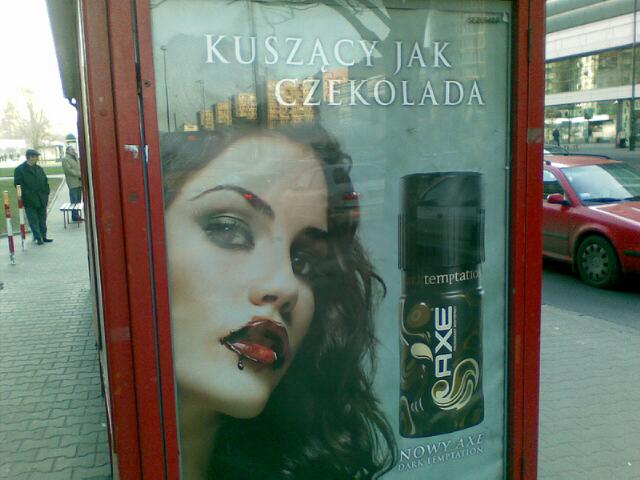 KUSZĄCY JAK
CZEKOLADA
temptation
AXE
NOWY AXE
DARK TEMPTATION